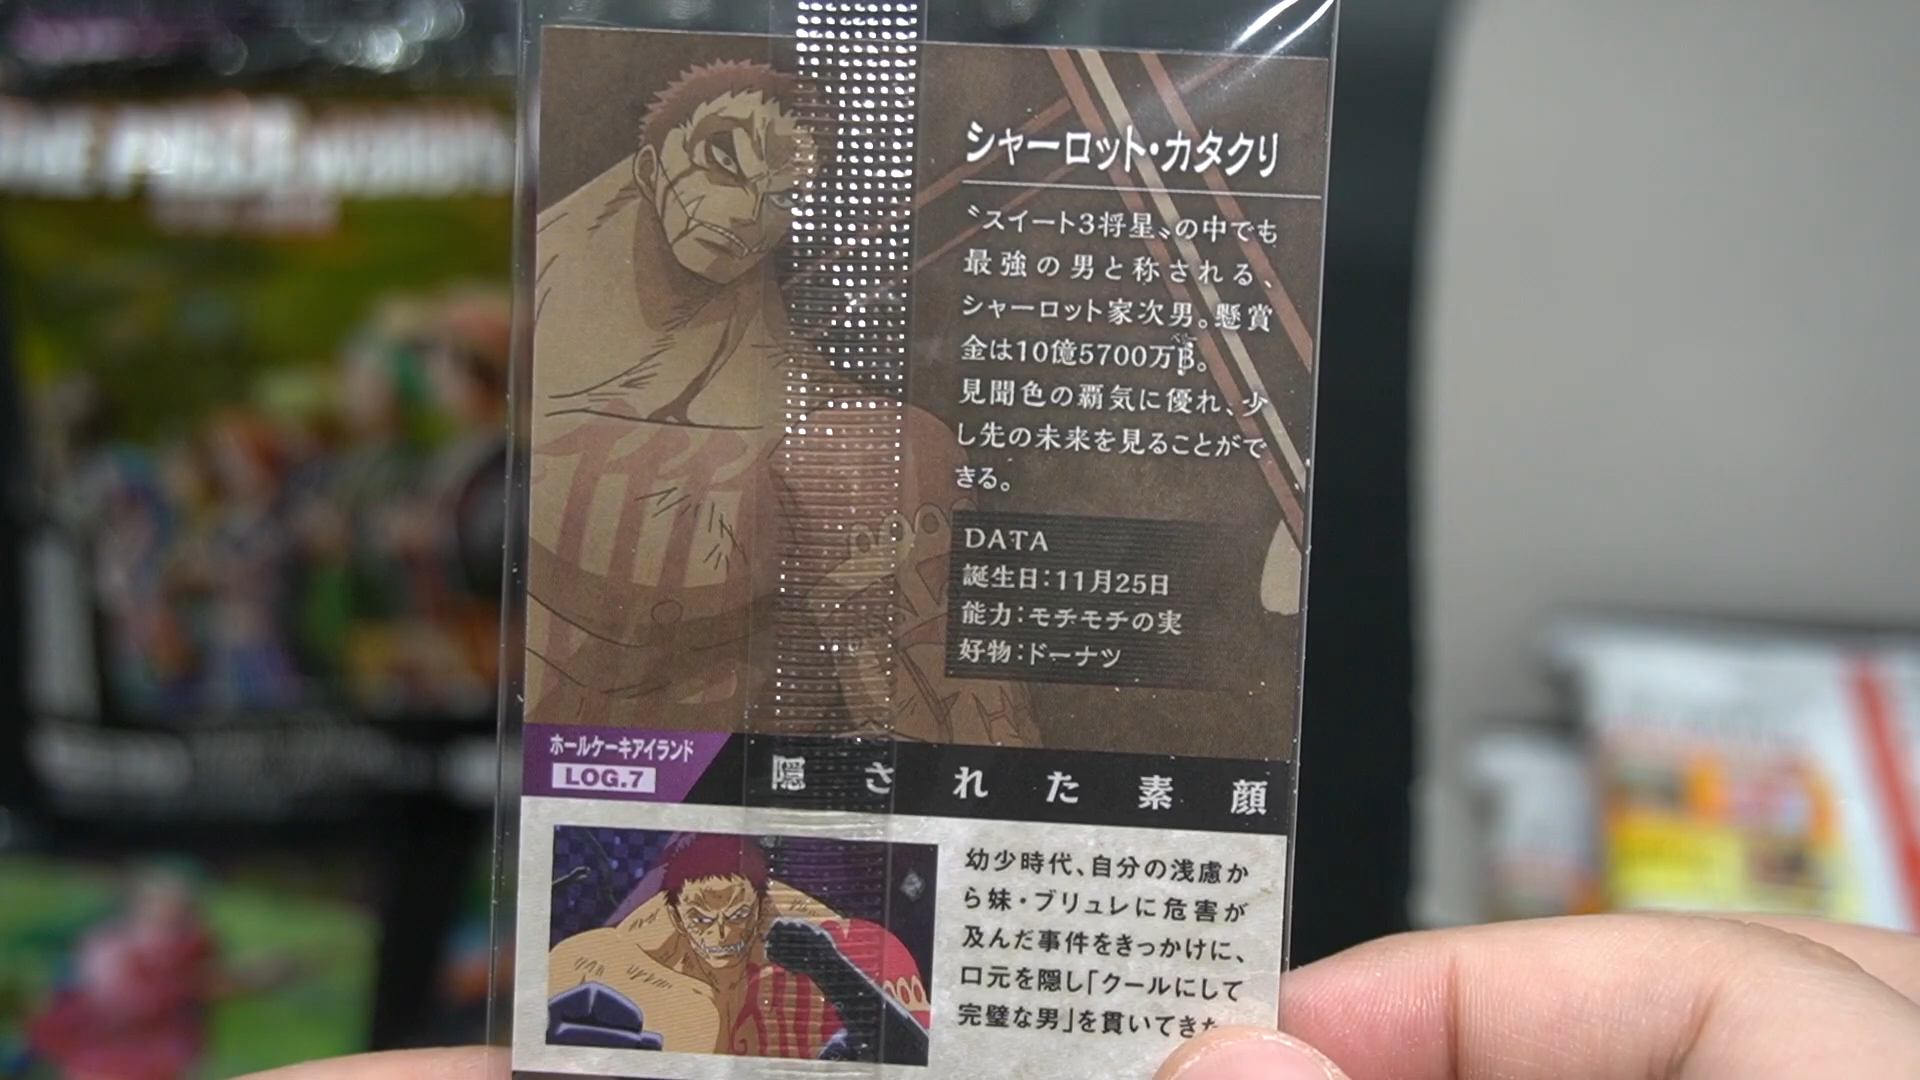 シャーロット・カタクリ
〝スイート3将星〟の中でも
最強の男と称される、
シャーロット家次男。懸賞
金は10億5700万฿。
見聞色の覇気に優れ、少
し先の未来を見ることがで
きる。
DATA
誕生日:11月25日
能力:モチモチの実
好物:ドーナツ
ホールケーキアイランド
LOG.7
隠された素顔
幼少時代、自分の浅慮か
ら妹・ブリュレに危害が
及んだ事件をきっかけに、
口元を隠し「クールにして
完璧な男」を貫いてきた